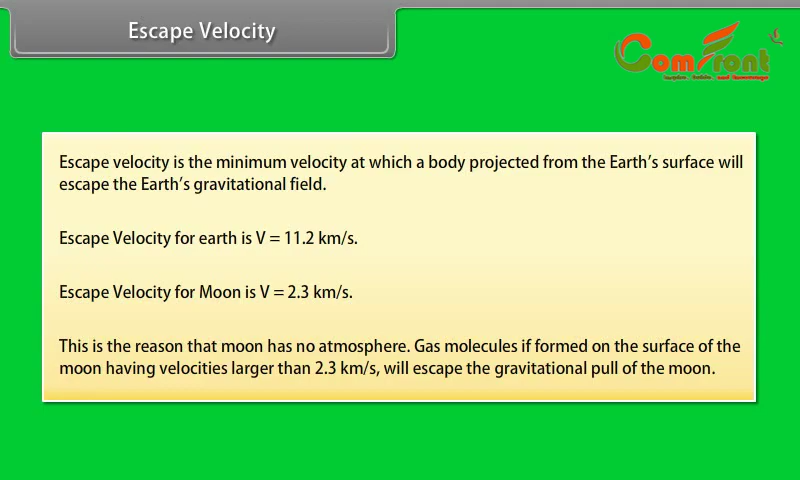 Escape Velocity
ComFront
Escape velocity is the minimum velocity at which a body projected from the Earth's surface will
escape the Earth's gravitational field.
Escape Velocity for earth is V = 11.2 km/s.
Escape Velocity for Moon is V = 2.3 km/s.
This is the reason that moon has no atmosphere. Gas molecules if formed on the surface of the
moon having velocities larger than 2.3 km/s, will escape the gravitational pull of the moon.